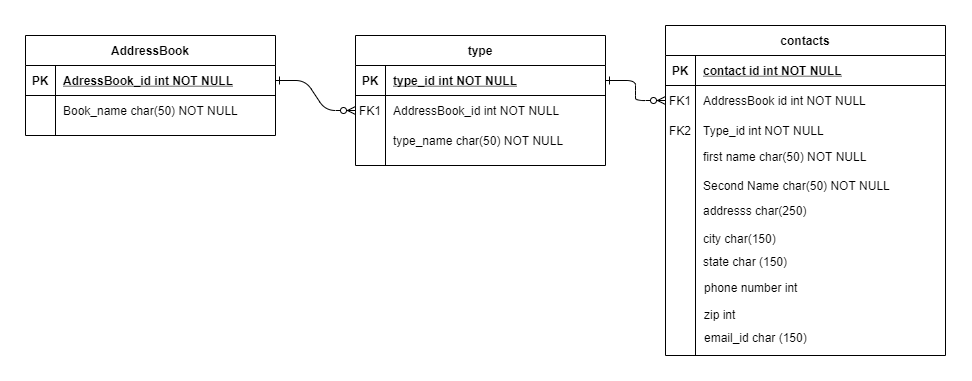 AddressBook
PK AdressBook_id int NOT NULL
Book_name char(50) NOT NULL
type
PK type_id int NOT NULL
FK1 AddressBook_id int NOT NULL
type_name char(50) NOT NULL
contacts
PK contact id int NOT NULL
FK1 AddressBook id int NOT NULL
FK2 Type_id int NOT NULL
first name char(50) NOT NULL
Second Name char(50) NOT NULL
addresss char(250)
city char(150)
state char (150)
phone number int
zip int
email_id char (150)